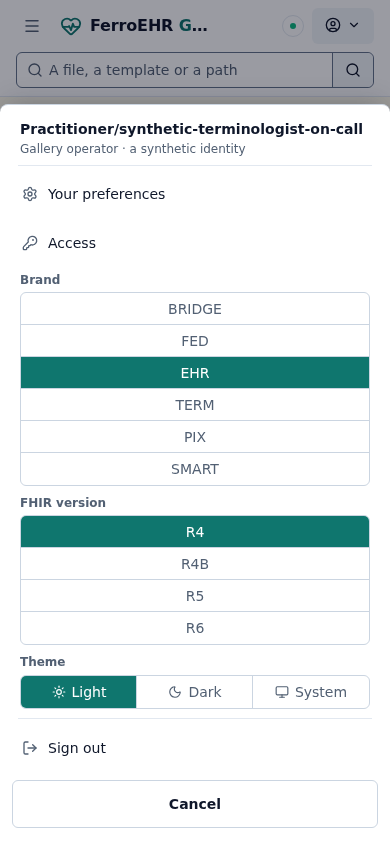 FerroEHR G...
A file, a template or a path
Practitioner/synthetic-terminologist-on-call
Gallery operator · a synthetic identity
Your preferences
Access
Brand
BRIDGE
FED
EHR
TERM
PIX
SMART
FHIR version
R4
R4B
R5
R6
Theme
Light Dark System
Sign out
Cancel